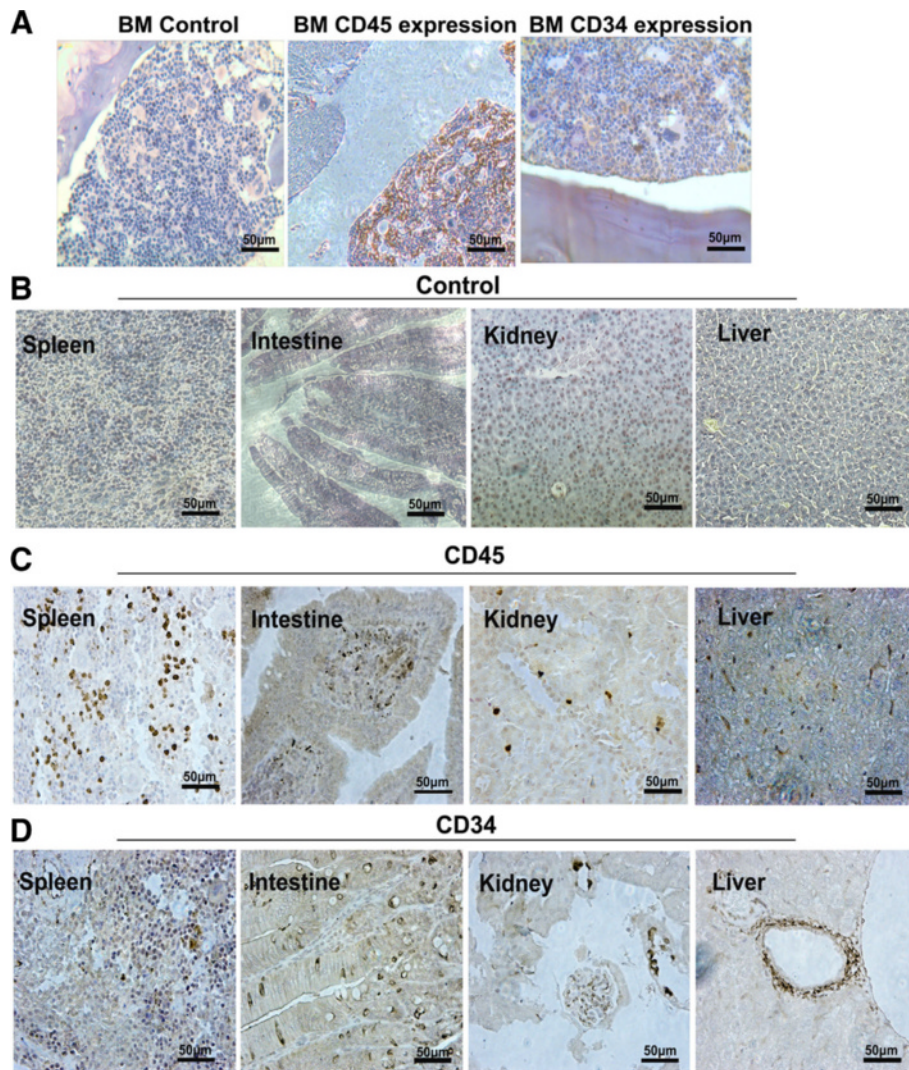 A
BM Control
BM CD45 expression
BM CD34 expression
50µm
50µm
50µm
B
Control
Spleen
Intestine
Kidney
Liver
50µm
50µm
50µm
50µm
C
CD45
Spleen
Intestine
Kidney
Liver
50µm
50µm
50µm
50µm
D
CD34
Spleen
Intestine
Kidney
Liver
50µm
50µm
50µm
50µm